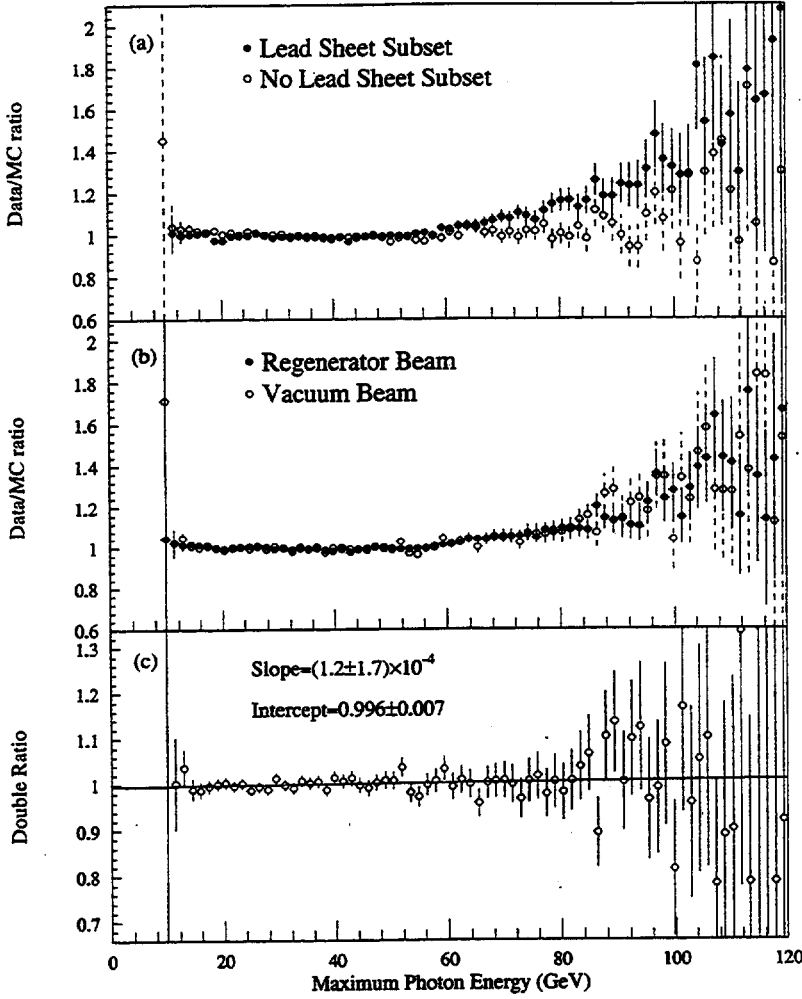 (a)
● Lead Sheet Subset
○ No Lead Sheet Subset
Data/MC ratio
2
1.8
1.6
1.4
1.2
1
0.8
0.6
(b)
● Regenerator Beam
○ Vacuum Beam
Data/MC ratio
2
1.8
1.6
1.4
1.2
1
0.8
0.6
(c)
Slope=(1.2±1.7)×10⁻⁴
Intercept=0.996±0.007
Double Ratio
1.3
1.2
1.1
1
0.9
0.8
0.7
0 20 40 60 80 100 120
Maximum Photon Energy (GeV)